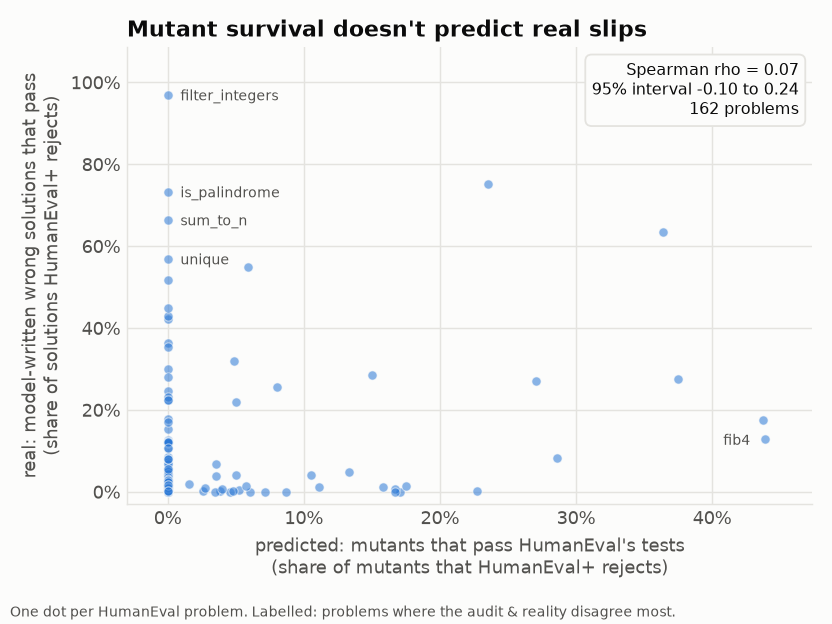 Mutant survival doesn't predict real slips
Spearman rho = 0.07
95% interval -0.10 to 0.24
162 problems
real: model-written wrong solutions that pass
(share of solutions HumanEval+ rejects)
100%
80%
60%
40%
20%
0%
filter_integers
is_palindrome
sum_to_n
unique
fib4
0%
10%
20%
30%
40%
predicted: mutants that pass HumanEval's tests
(share of mutants that HumanEval+ rejects)
One dot per HumanEval problem. Labelled: problems where the audit & reality disagree most.